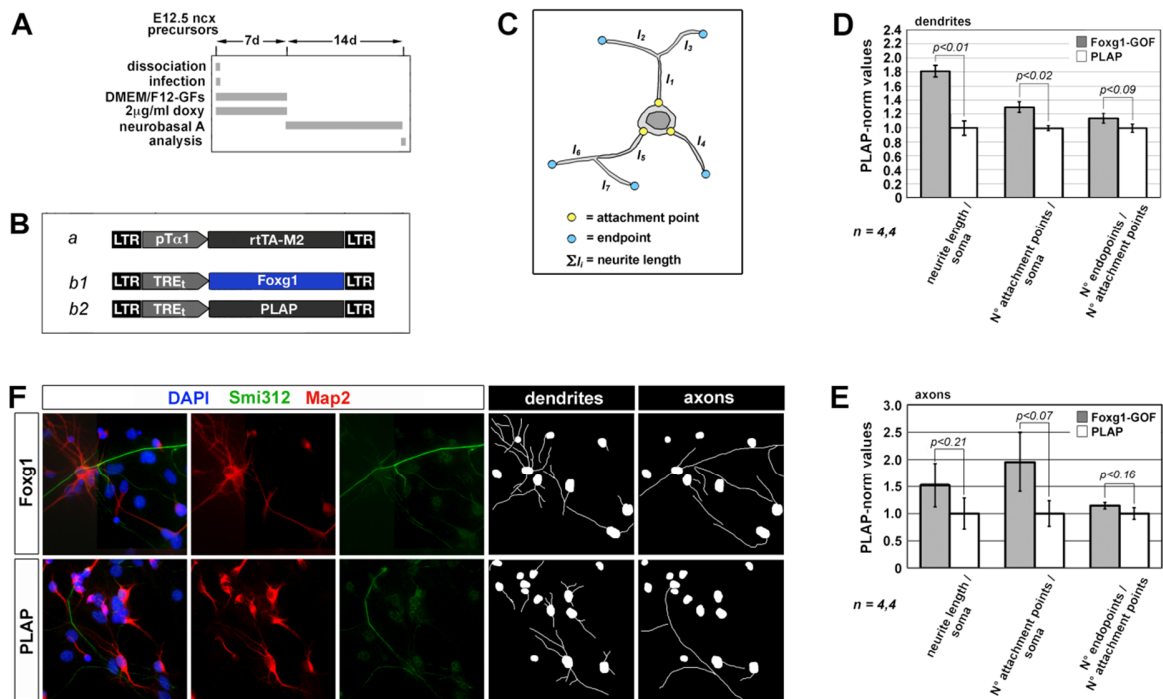 A
E12.5 ncx
precursors
7d
14d
dissociation
infection
DMEM/F12-GFs
2µg/ml doxy
neurobasal A
analysis
B
a
LTR
pTα1
rtTA-M2
LTR
b1
LTR
TREt
Foxg1
LTR
b2
LTR
TREt
PLAP
LTR
C
l2
l3
l1
l4
l5
l6
l7
= attachment point
= endpoint
Σli = neurite length
D
dendrites
PLAP-norm values
2.4
2.2
2.0
1.8
1.6
1.4
1.2
1.0
0.8
0.6
0.4
0.2
0
Foxg1-GOF
PLAP
p<0.01
p<0.02
p<0.09
n = 4,4
neurite length /
soma
N° attachment points /
soma
N° endopoints /
N° attachment points
E
axons
PLAP-norm values
3.0
2.5
2.0
1.5
1.0
0.5
0
Foxg1-GOF
PLAP
p<0.21
p<0.07
p<0.16
n = 4,4
neurite length /
soma
N° attachment points /
soma
N° endopoints /
N° attachment points
F
DAPI Smi312 Map2
dendrites
axons
Foxg1
PLAP